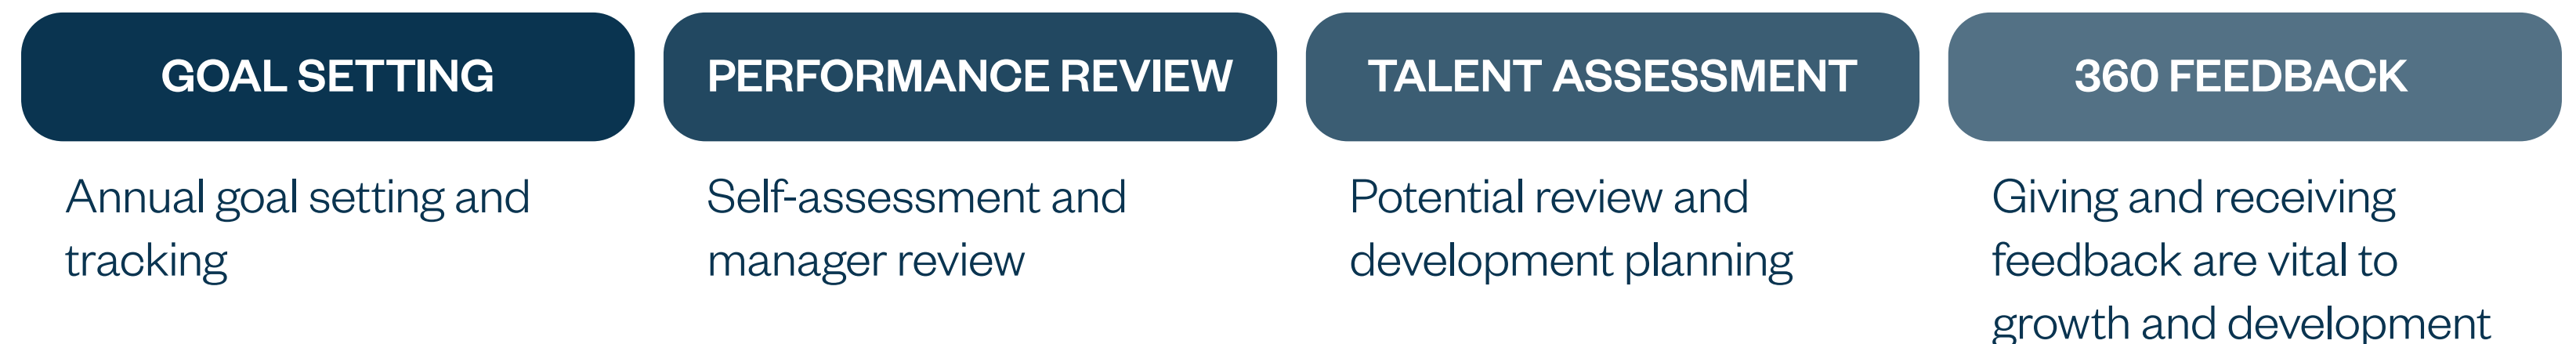 GOAL SETTING
Annual goal setting and
tracking
PERFORMANCE REVIEW
Self-assessment and
manager review
TALENT ASSESSMENT
Potential review and
development planning
360 FEEDBACK
Giving and receiving
feedback are vital to
growth and development